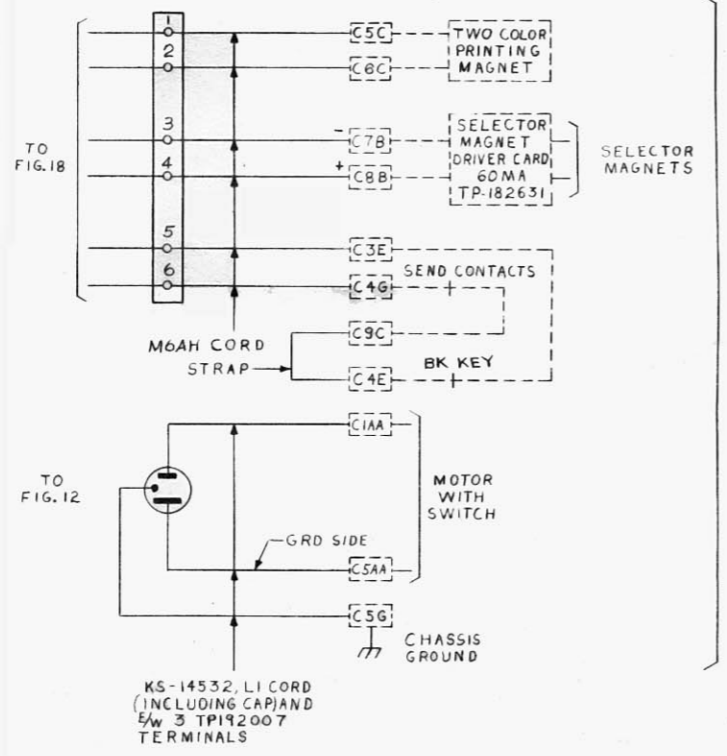 1
C5C
TWO COLOR
PRINTING
MAGNET
2
C6C
3
-
C7B
SELECTOR
MAGNET
DRIVER CARD
60MA
TP-182631
SELECTOR
MAGNETS
TO
FIG.18
4
+
C8B
5
C3E
SEND CONTACTS
6
C4G
M6AH CORD
STRAP
C9C
BK KEY
C4E
C1AA
TO
FIG.12
MOTOR
WITH
SWITCH
GRD SIDE
C5AA
C5G
CHASSIS
GROUND
KS-14532, L1 CORD
(INCLUDING CAP) AND
E/W 3 TP192007
TERMINALS